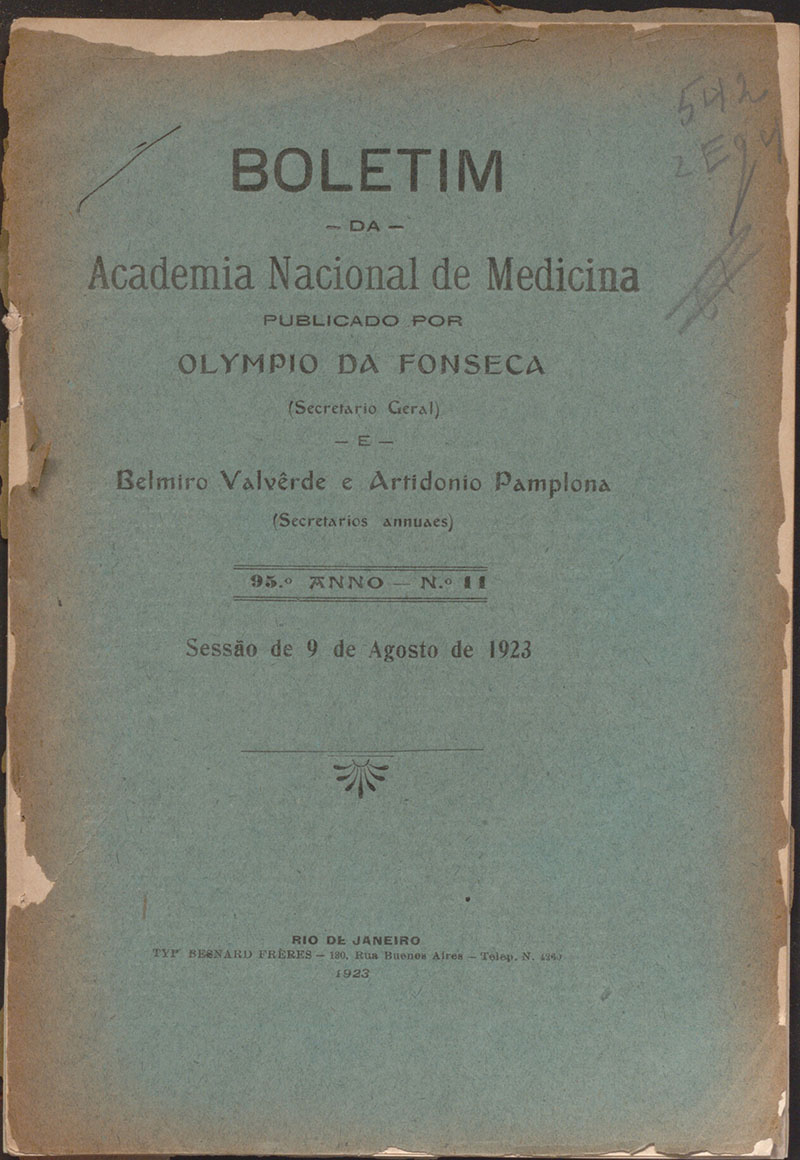 BOLETIM
— DA —
Academia Nacional de Medicina
PUBLICADO POR
OLYMPIO DA FONSECA
(Secretario Geral)
— E —
Belmiro Valvêrde e Artidonio Pamplona
(Secretarios annuaes)
95.º ANNO — N.º 11
Sessão de 9 de Agosto de 1923
RIO DE JANEIRO
TYP. BESNARD FRÈRES — 130, Rua Buenos Aires — Telep. N.
1923
542